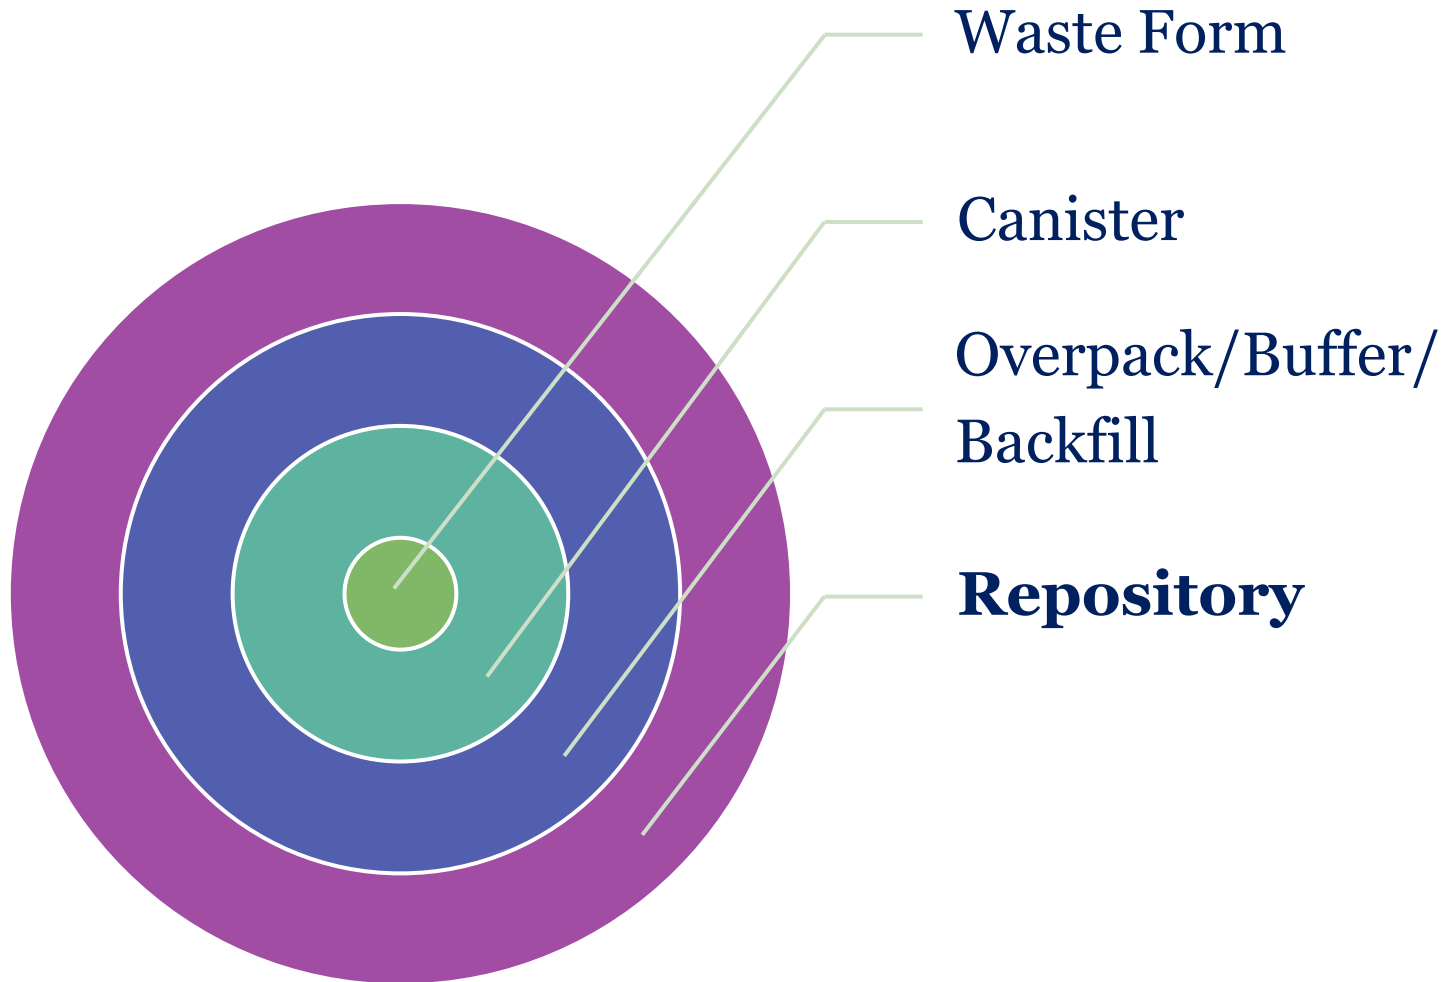 Waste Form
Canister
Overpack/Buffer/
Backfill
Repository